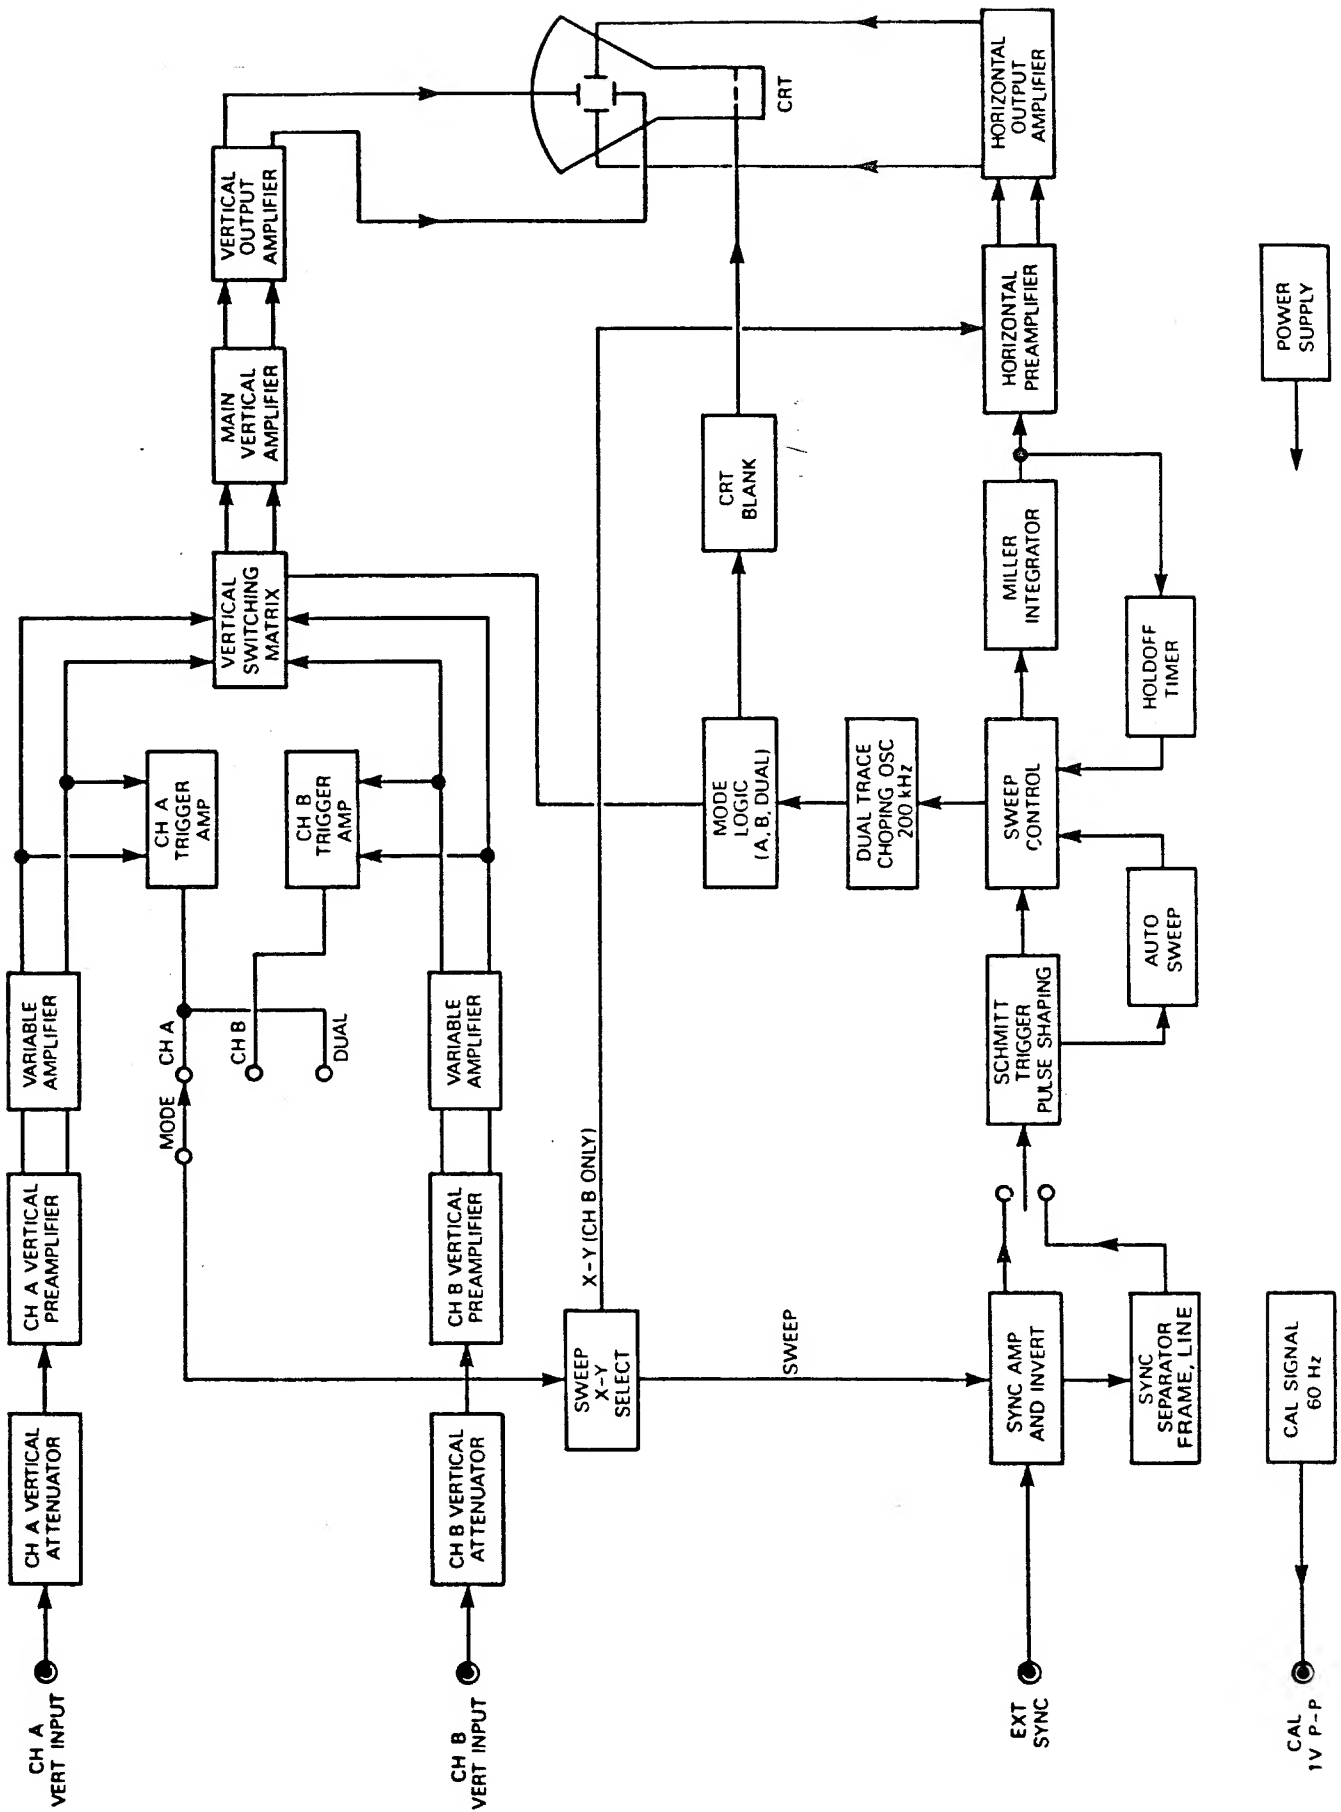 CH A
VERT INPUT
CH A VERTICAL
ATTENUATOR
CH A VERTICAL
PREAMPLIFIER
VARIABLE
AMPLIFIER
MODE
CH A
CH B
DUAL
CH A
TRIGGER
AMP
CH B
TRIGGER
AMP
VERTICAL
SWITCHING
MATRIX
MAIN
VERTICAL
AMPLIFIER
VERTICAL
OUTPUT
AMPLIFIER
CH B
VERT INPUT
CH B VERTICAL
ATTENUATOR
CH B VERTICAL
PREAMPLIFIER
VARIABLE
AMPLIFIER
SWEEP
X-Y
SELECT
X-Y (CH B ONLY)
SWEEP
MODE
LOGIC
(A, B, DUAL)
CRT
BLANK
CRT
DUAL TRACE
CHOPING OSC
200 kHz
EXT
SYNC
SYNC AMP
AND INVERT
SYNC
SEPARATOR
FRAME, LINE
SCHMITT
TRIGGER
PULSE SHAPING
AUTO
SWEEP
SWEEP
CONTROL
HOLDOFF
TIMER
MILLER
INTEGRATOR
HORIZONTAL
PREAMPLIFIER
HORIZONTAL
OUTPUT
AMPLIFIER
CAL
1V P-P
CAL SIGNAL
60 Hz
POWER
SUPPLY